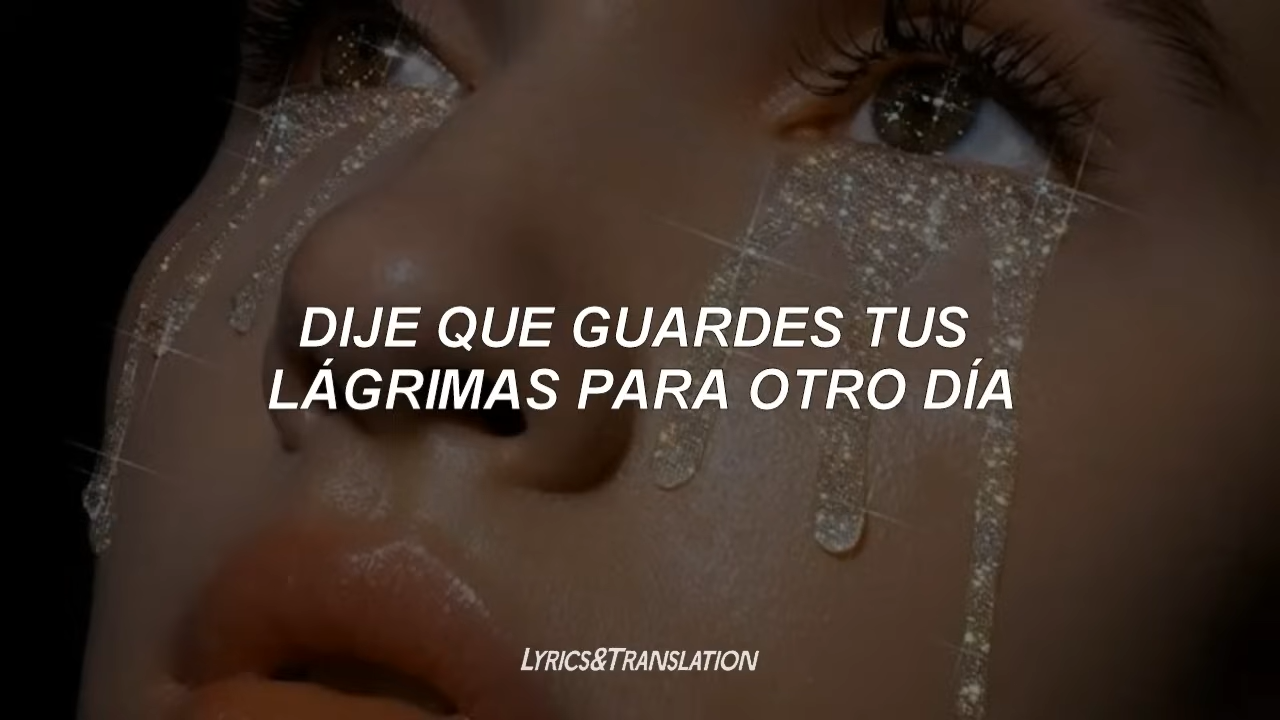 DIJE QUE GUARDES TUS
LÁGRIMAS PARA OTRO DÍA
LYRICS&TRANSLATION